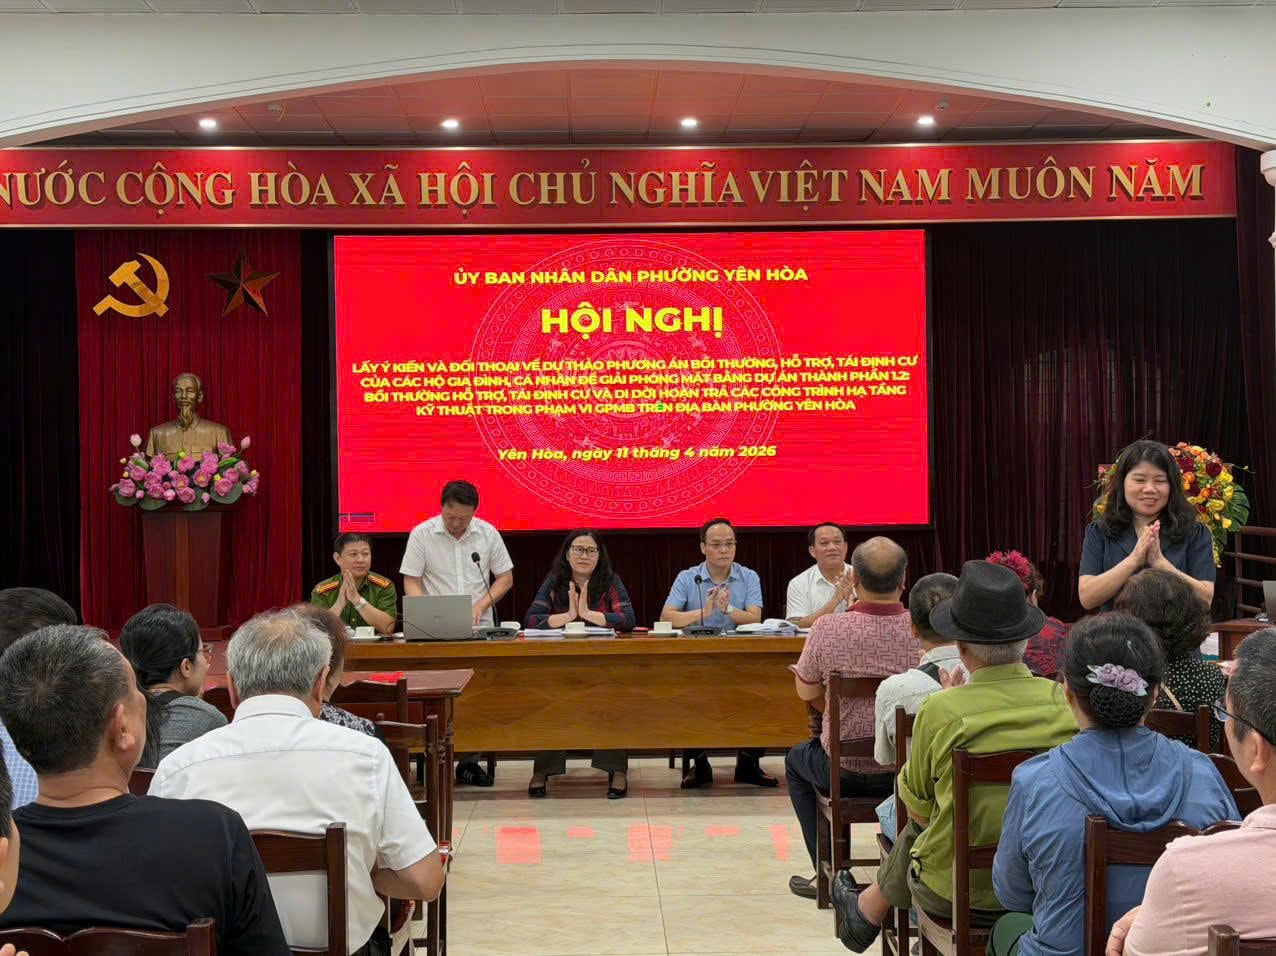 NƯỚC CỘNG HÒA XÃ HỘI CHỦ NGHĨA VIỆT NAM MUÔN NĂM
ỦY BAN NHÂN DÂN PHƯỜNG YÊN HÒA
HỘI NGHỊ
LẤY Ý KIẾN VÀ ĐỐI THOẠI VỀ DỰ THẢO PHƯƠNG ÁN BỒI THƯỜNG, HỖ TRỢ, TÁI ĐỊNH CƯ
CỦA CÁC HỘ GIA ĐÌNH, CÁ NHÂN ĐỂ GIẢI PHÓNG MẶT BẰNG DỰ ÁN THÀNH PHẦN 1.2:
BỒI THƯỜNG HỖ TRỢ, TÁI ĐỊNH CƯ VÀ DI DỜI HOÀN TRẢ CÁC CÔNG TRÌNH HẠ TẦNG
KỸ THUẬT TRONG PHẠM VI GPMB TRÊN ĐỊA BÀN PHƯỜNG YÊN HÒA
Yên Hòa, ngày 11 tháng 4 năm 2026